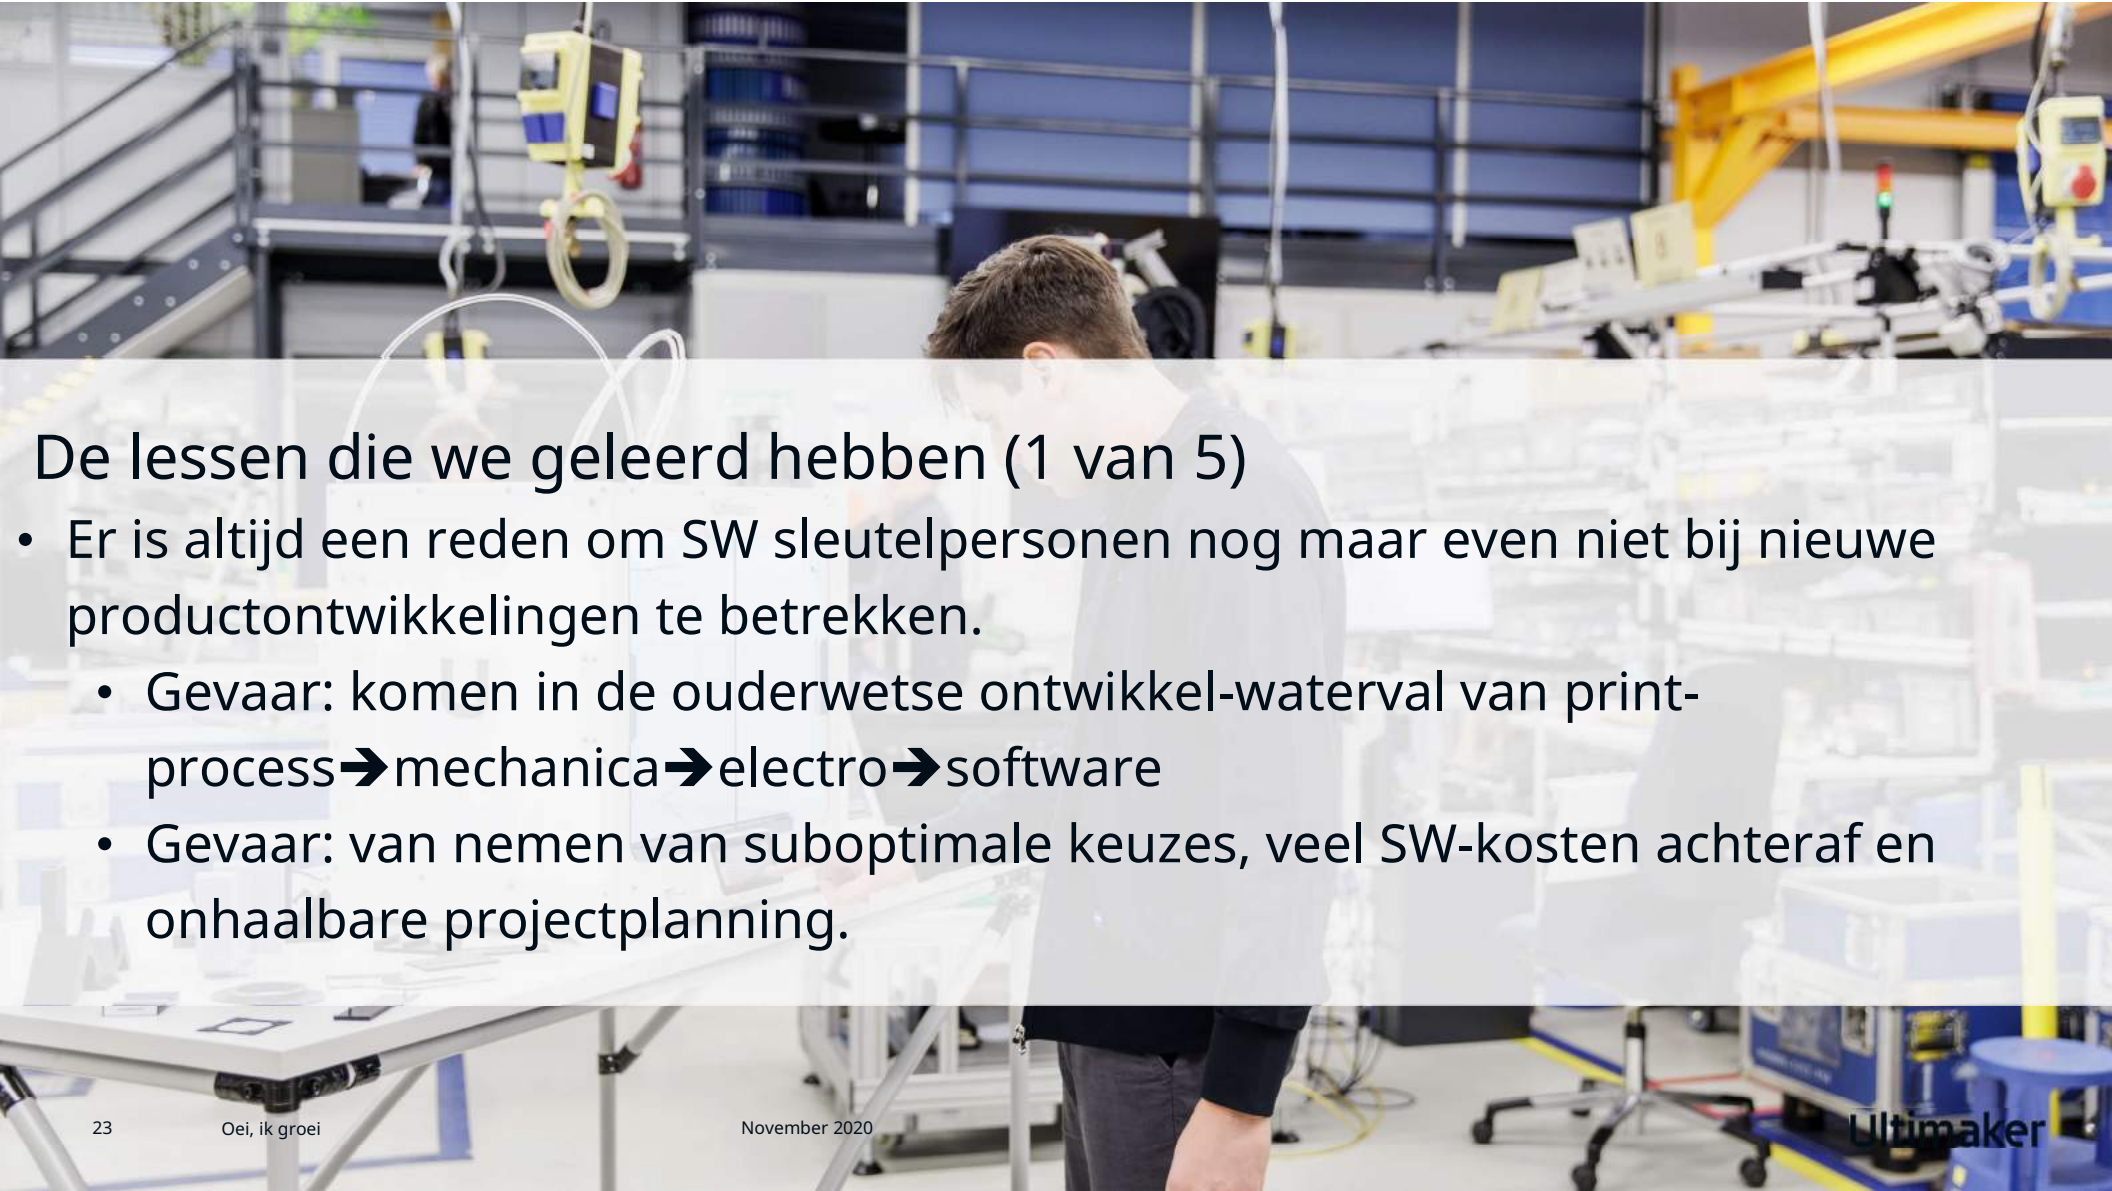 De lessen die we geleerd hebben (1 van 5)
• Er is altijd een reden om SW sleutelpersonen nog maar even niet bij nieuwe
productontwikkelingen te betrekken.
• Gevaar: komen in de ouderwetse ontwikkel-waterval van print-
process➔mechanica➔electro➔software
• Gevaar: van nemen van suboptimale keuzes, veel SW-kosten achteraf en
onhaalbare projectplanning.
23 Oei, ik groei November 2020 Ultimaker